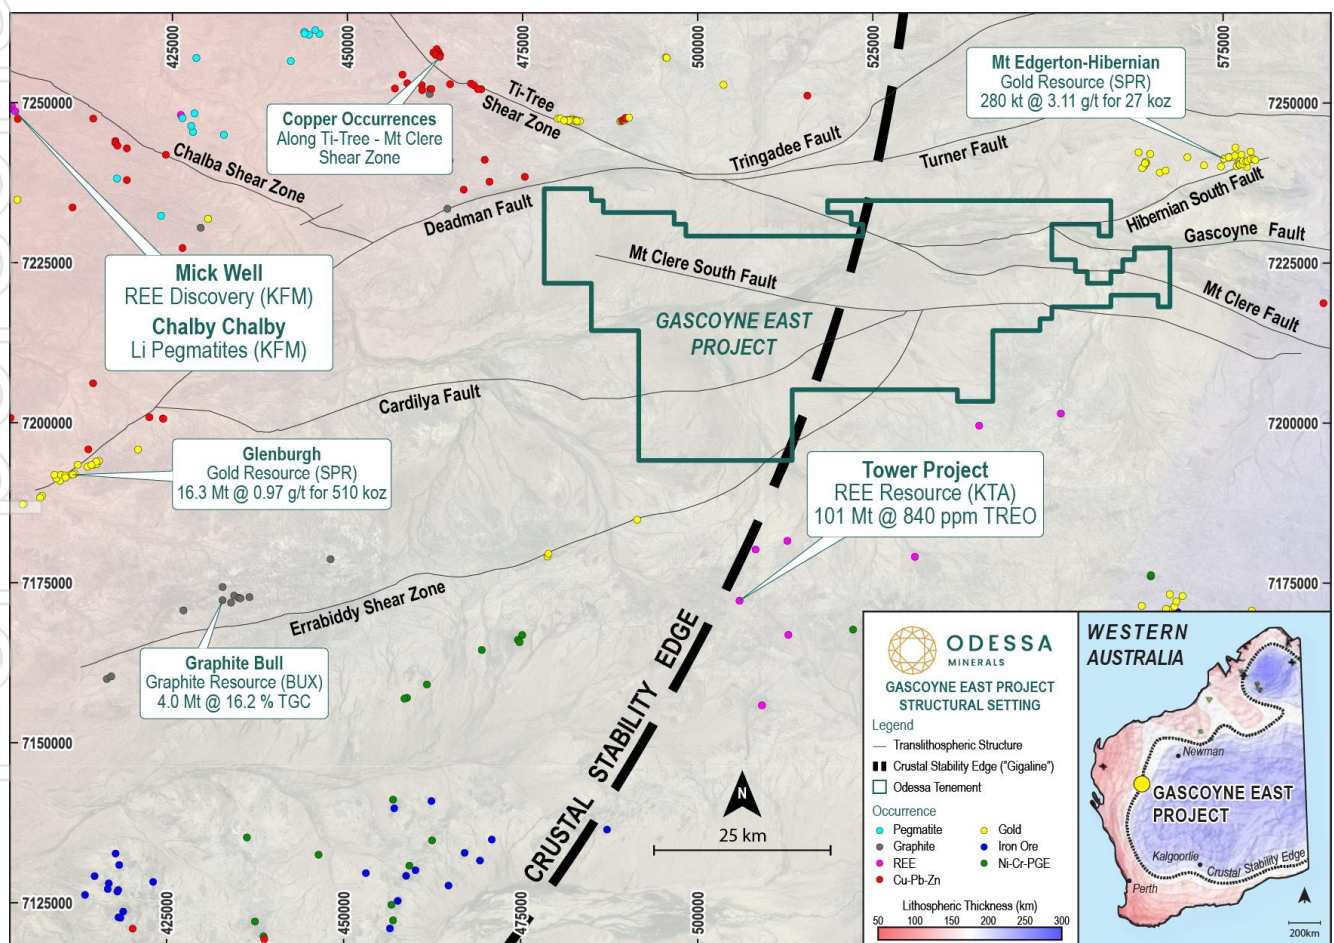 425000
450000
475000
500000
525000
575000
7250000
7250000
Copper Occurrences
Along Ti-Tree - Mt Clere
Shear Zone
Ti-Tree
Shear Zone
Mt Edgerton-Hibernian
Gold Resource (SPR)
280 kt @ 3.11 g/t for 27 koz
Tringadee Fault
Turner Fault
Chalba Shear Zone
Deadman Fault
Hibernian South Fault
Gascoyne Fault
Mt Clere Fault
7225000
7225000
Mt Clere South Fault
Mick Well
REE Discovery (KFM)
Chalby Chalby
Li Pegmatites (KFM)
GASCOYNE EAST
PROJECT
Cardilya Fault
7200000
7200000
Glenburgh
Gold Resource (SPR)
16.3 Mt @ 0.97 g/t for 510 koz
Tower Project
REE Resource (KTA)
101 Mt @ 840 ppm TREO
7175000
7175000
Errabiddy Shear Zone
Graphite Bull
Graphite Resource (BUX)
4.0 Mt @ 16.2 % TGC
CRUSTAL STABILITY EDGE
7150000
7125000
N
25 km
425000
450000
475000
500000
ODESSA
MINERALS
GASCOYNE EAST PROJECT
STRUCTURAL SETTING
Legend
Translithospheric Structure
Crustal Stability Edge ("Gigaline")
Odessa Tenement
Occurrence
Pegmatite
Gold
Graphite
Iron Ore
REE
Ni-Cr-PGE
Cu-Pb-Zn
Lithospheric Thickness (km)
50 100 150 200 250 300
WESTERN
AUSTRALIA
Newman
GASCOYNE EAST
PROJECT
Kalgoorlie
Crustal Stability Edge
Perth
200km